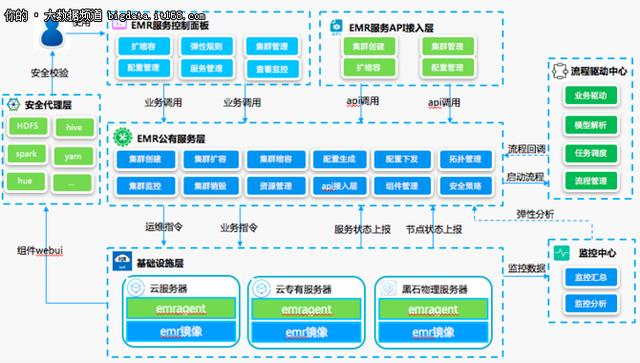 你的 · 大数据频道 bigdata.it168.com
使用
安全校验
EMR服务控制面板
扩缩容 弹性规则 集群管理
配置管理 服务管理 查看监控
EMR服务API接入层
集群创建 集群管理
扩缩容 配置管理
业务调用 业务调用 api调用 api调用
安全代理层
HDFS hive
spark yarn
hue ...
组件webui
EMR公有服务层
集群创建 集群扩容 集群缩容 配置生成 配置下发 拓扑管理
集群监控 集群销毁 资源管理 api接入层 组件管理 安全策略
流程驱动中心
业务驱动
模型解析
任务调度
流程管理
流程回调
启动流程
弹性分析
运维指令 业务指令 服务状态上报 节点状态上报
基础设施层
云服务器
emragent
emr镜像
云专有服务器
emragent
emr镜像
黑石物理服务器
emragent
emr镜像
监控数据
监控中心
监控汇总
监控分析